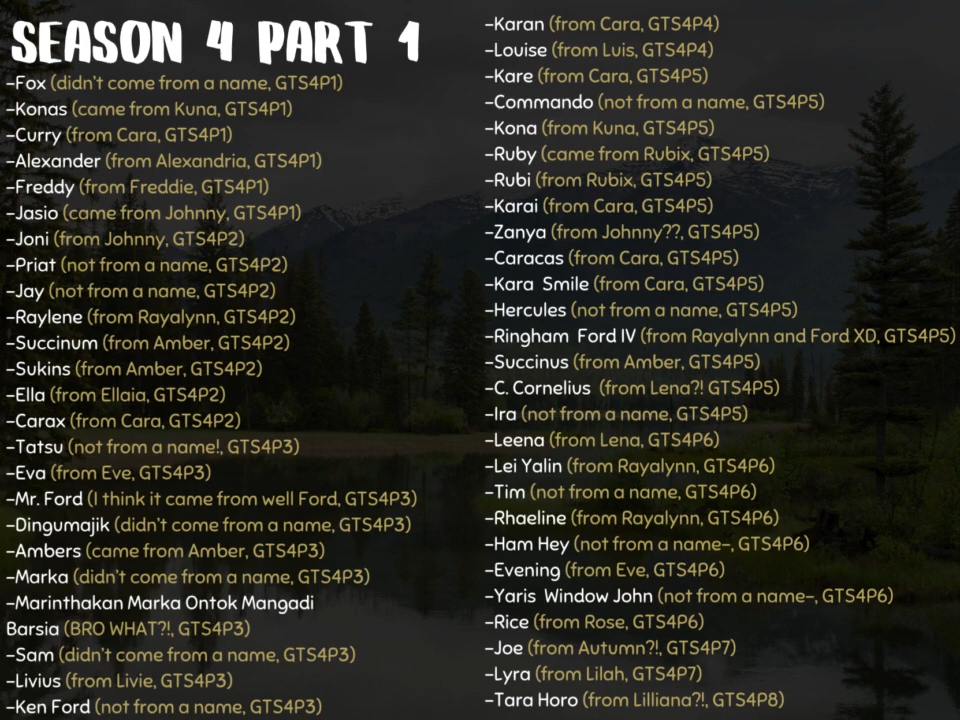 SEASON 4 PART 1
-Fox (didn't come from a name, GTS4P1)
-Konas (came from Kuna, GTS4P1)
-Curry (from Cara, GTS4P1)
-Alexander (from Alexandria, GTS4P1)
-Freddy (from Freddie, GTS4P1)
-Jasio (came from Johnny, GTS4P1)
-Joni (from Johnny, GTS4P2)
-Priat (not from a name, GTS4P2)
-Jay (not from a name, GTS4P2)
-Raylene (from Rayalynn, GTS4P2)
-Succinum (from Amber, GTS4P2)
-Sukins (from Amber, GTS4P2)
-Ella (from Ellaia, GTS4P2)
-Carax (from Cara, GTS4P2)
-Tatsu (not from a name!, GTS4P3)
-Eva (from Eve, GTS4P3)
-Mr. Ford (I think it came from well Ford, GTS4P3)
-Dingumajik (didn't come from a name, GTS4P3)
-Ambers (came from Amber, GTS4P3)
-Marka (didn't come from a name, GTS4P3)
-Marinthakan Marka Ontok Mangadi
Barsia (BRO WHAT?!, GTS4P3)
-Sam (didn't come from a name, GTS4P3)
-Livius (from Livie, GTS4P3)
-Ken Ford (not from a name, GTS4P3)
-Karan (from Cara, GTS4P4)
-Louise (from Luis, GTS4P4)
-Kare (from Cara, GTS4P5)
-Commando (not from a name, GTS4P5)
-Kona (from Kuna, GTS4P5)
-Ruby (came from Rubix, GTS4P5)
-Rubi (from Rubix, GTS4P5)
-Karai (from Cara, GTS4P5)
-Zanya (from Johnny??, GTS4P5)
-Caracas (from Cara, GTS4P5)
-Kara Smile (from Cara, GTS4P5)
-Hercules (not from a name, GTS4P5)
-Ringham Ford IV (from Rayalynn and Ford XD, GTS4P5)
-Succinus (from Amber, GTS4P5)
-C. Cornelius (from Lena?! GTS4P5)
-Ira (not from a name, GTS4P5)
-Leena (from Lena, GTS4P6)
-Lei Yalin (from Rayalynn, GTS4P6)
-Tim (not from a name, GTS4P6)
-Rhaeline (from Rayalynn, GTS4P6)
-Ham Hey (not from a name-, GTS4P6)
-Evening (from Eve, GTS4P6)
-Yaris Window John (not from a name-, GTS4P6)
-Rice (from Rose, GTS4P6)
-Joe (from Autumn?!, GTS4P7)
-Lyra (from Lilah, GTS4P7)
-Tara Horo (from Lilliana?!, GTS4P8)